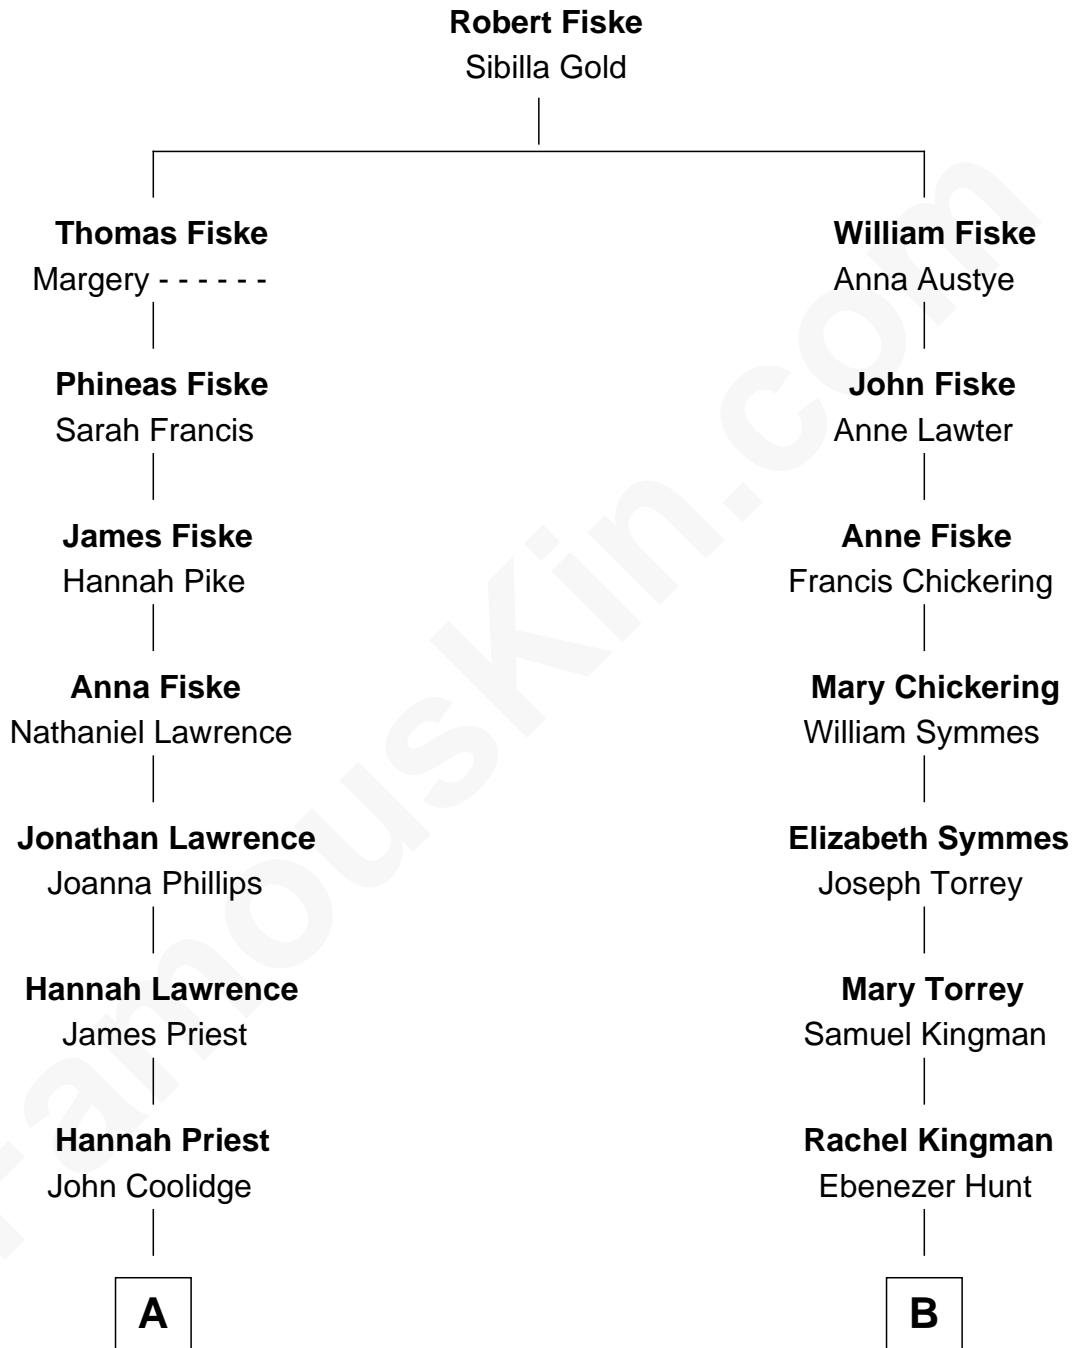 Robert Fiske
Sibilla Gold
Thomas Fiske
Margery - - - - - -
William Fiske
Anna Austye
Phineas Fiske
Sarah Francis
John Fiske
Anne Lawter
James Fiske
Hannah Pike
Anne Fiske
Francis Chickering
Anna Fiske
Nathaniel Lawrence
Mary Chickering
William Symmes
Jonathan Lawrence
Joanna Phillips
Elizabeth Symmes
Joseph Torrey
Hannah Lawrence
James Priest
Mary Torrey
Samuel Kingman
Hannah Priest
John Coolidge
Rachel Kingman
Ebenezer Hunt
A
B
FamousKin.com